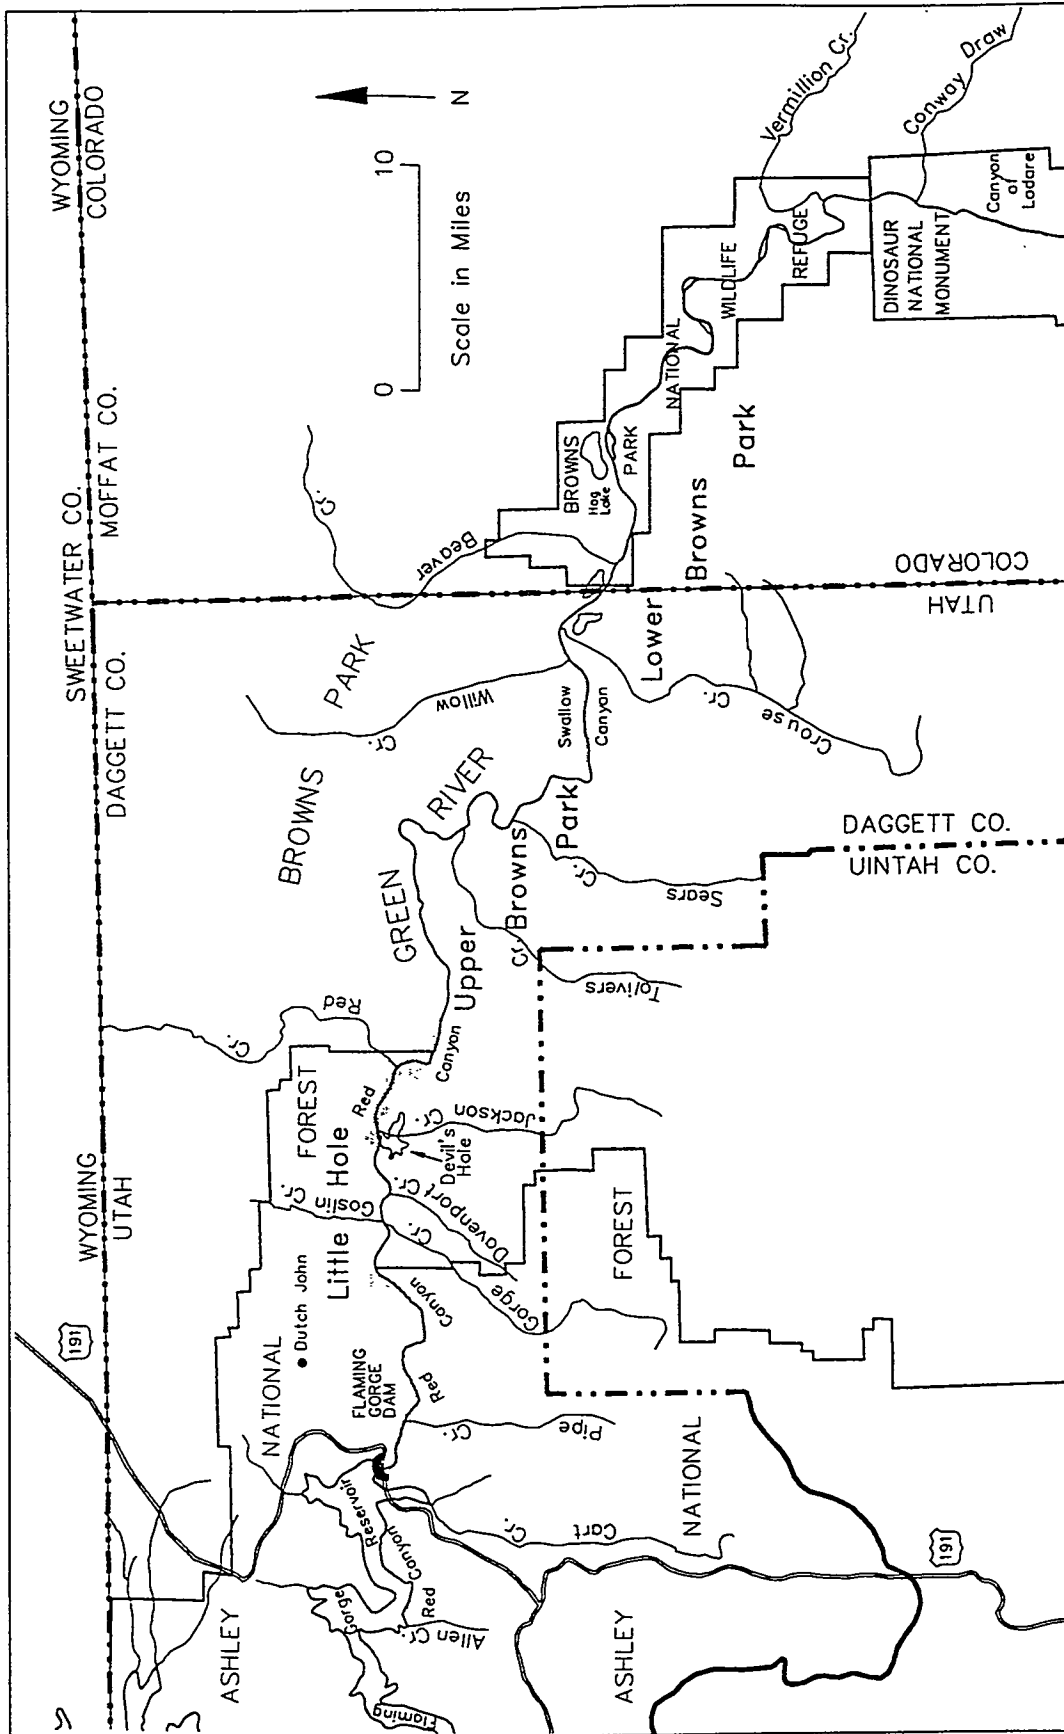 WYOMING
UTAH
SWEETWATER CO.
DAGGETT CO.
MOFFAT CO.
WYOMING
COLORADO
191
ASHLEY
NATIONAL
FOREST
Dutch John
Little Hole
FLAMING
GORGE
DAM
Flaming
Gorge
Reservoir
Red
Canyon
Allen Cr.
Cart
Cr.
Pipe
Cr.
Red
Canyon
Gorge
Cr.
Davenport Cr.
Goslin Cr.
Devil's
Hole
Jackson
Cr.
Red
Canyon
Red
Cr.
GREEN
RIVER
BROWNS
PARK
Upper
Browns
Park
Tolivers
Cr.
Sears
Cr.
Willow
Cr.
Swallow
Canyon
Crouse
Cr.
Beaver
Cr.
Lower
Browns
Park
BROWNS
PARK
NATIONAL
WILDLIFE
REFUGE
Hog
Lake
Vermillion Cr.
Conway Draw
DINOSAUR
NATIONAL
MONUMENT
Canyon
of
Lodare
COLORADO
UTAH
DAGGETT CO.
UINTAH CO.
FOREST
NATIONAL
ASHLEY
191
0
10
Scale in Miles
N